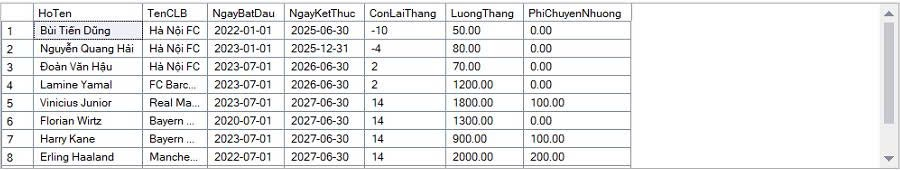 HoTen TenCLB NgayBatDau NgayKetThuc ConLaiThang LuongThang PhiChuyenNhuong
1 Bùi Tiến Dũng Hà Nội FC 2022-01-01 2025-06-30 -10 50.00 0.00
2 Nguyễn Quang Hải Hà Nội FC 2023-01-01 2025-12-31 -4 80.00 0.00
3 Đoàn Văn Hậu Hà Nội FC 2023-07-01 2026-06-30 2 70.00 0.00
4 Lamine Yamal FC Barc... 2023-07-01 2026-06-30 2 1200.00 0.00
5 Vinicius Junior Real Ma... 2023-07-01 2027-06-30 14 1800.00 100.00
6 Florian Wirtz Bayern ... 2020-07-01 2027-06-30 14 1300.00 0.00
7 Harry Kane Bayern ... 2023-07-01 2027-06-30 14 900.00 100.00
8 Erling Haaland Manche... 2022-07-01 2027-06-30 14 2000.00 200.00